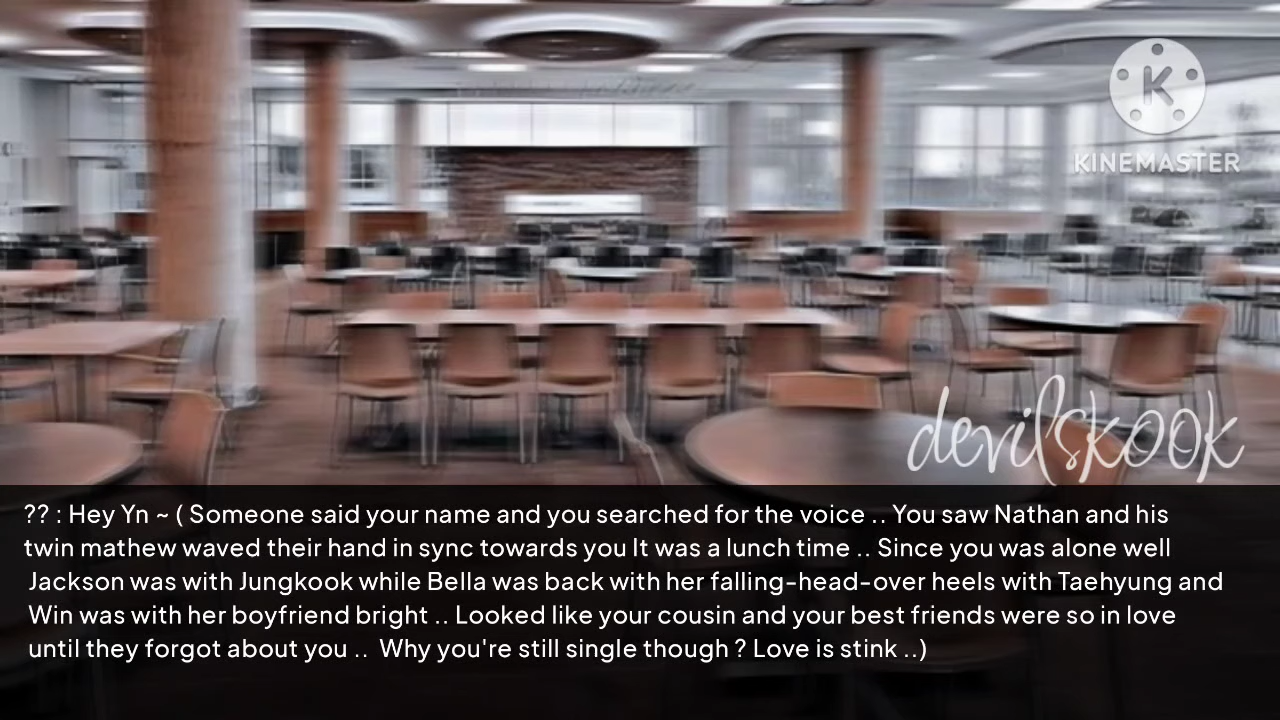 KINEMASTER
devilskook
?? : Hey Yn ~ ( Someone said your name and you searched for the voice .. You saw Nathan and his
twin mathew waved their hand in sync towards you It was a lunch time .. Since you was alone well
Jackson was with Jungkook while Bella was back with her falling-head-over heels with Taehyung and
Win was with her boyfriend bright .. Looked like your cousin and your best friends were so in love
until they forgot about you .. Why you're still single though ? Love is stink ..)